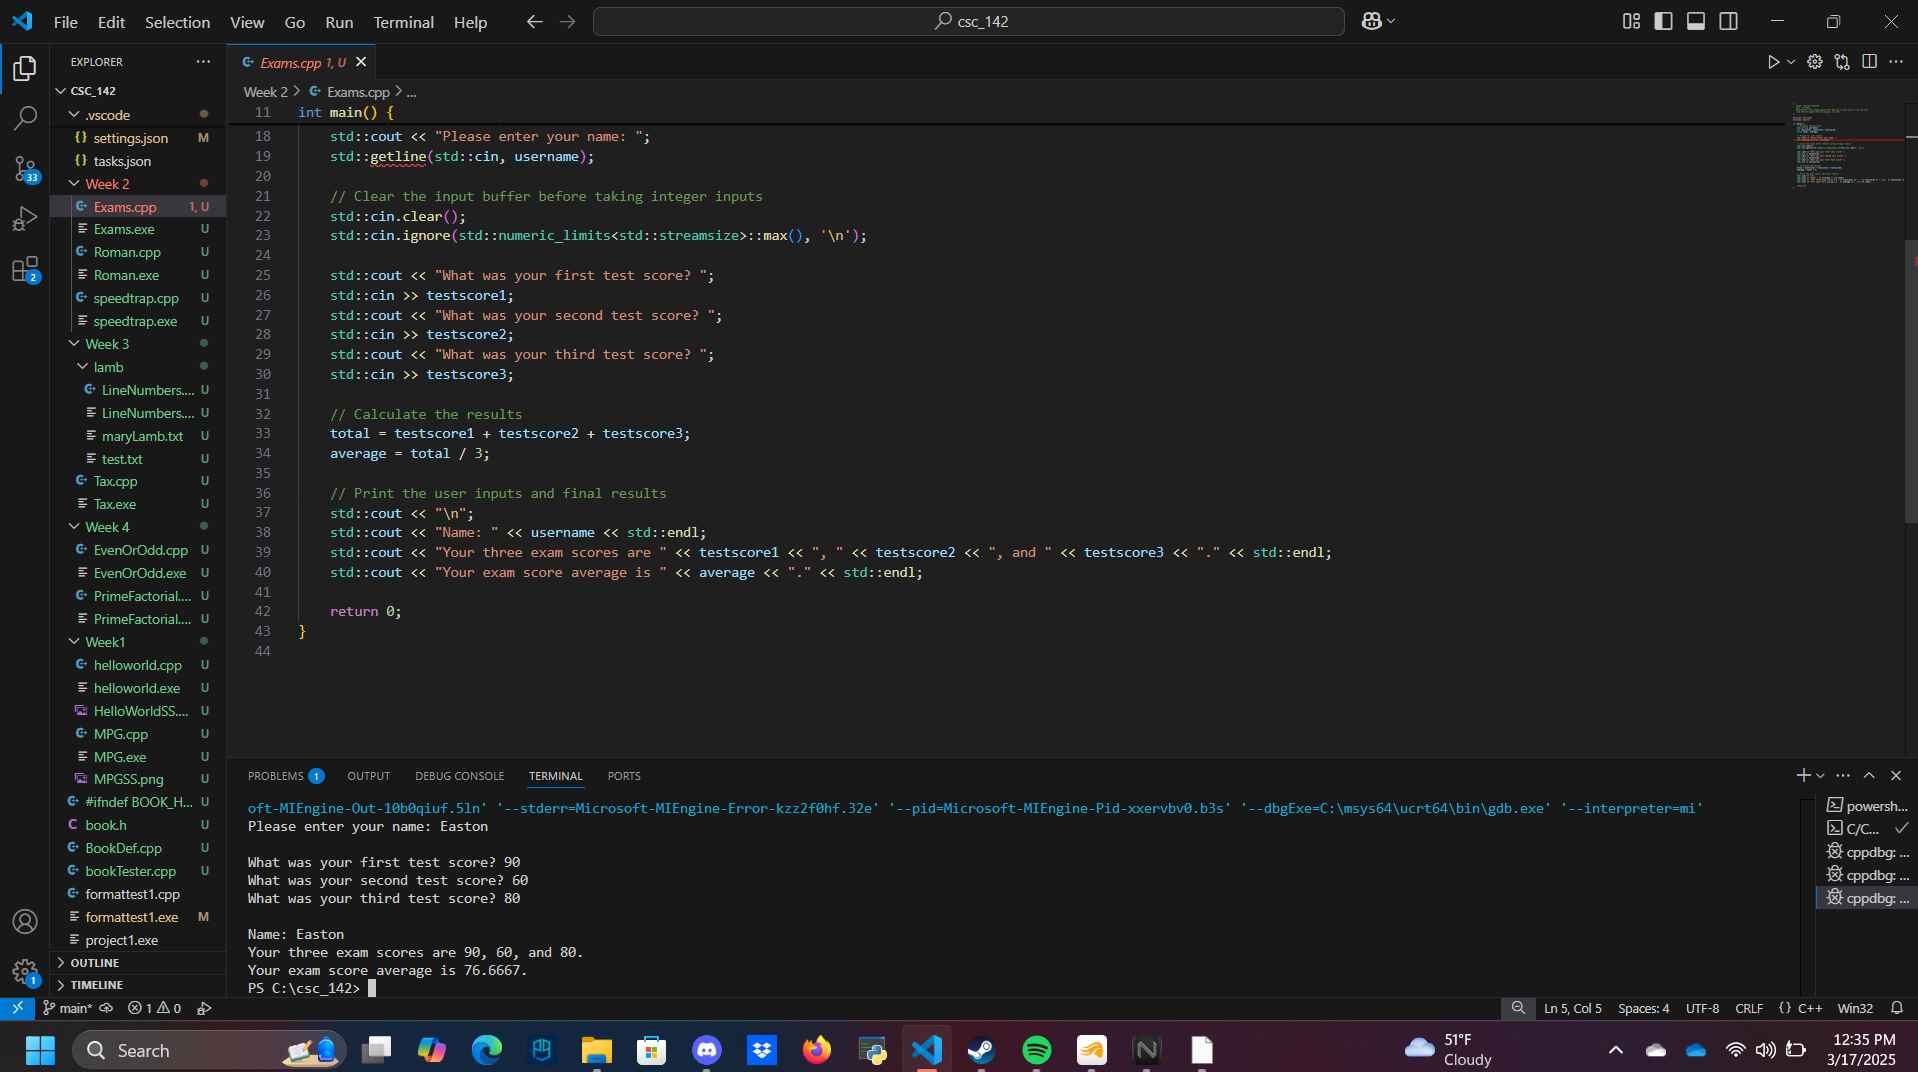 File Edit Selection View Go Run Terminal Help
csc_142
EXPLORER
CSC_142
.vscode
settings.json M
tasks.json
Week 2
Exams.cpp 1, U
Exams.exe U
Roman.cpp U
Roman.exe U
speedtrap.cpp U
speedtrap.exe U
Week 3
lamb
LineNumbers.... U
LineNumbers.... U
maryLamb.txt U
test.txt U
Tax.cpp U
Tax.exe U
Week 4
EvenOrOdd.cpp U
EvenOrOdd.exe U
PrimeFactorial.... U
PrimeFactorial.... U
Week1
helloworld.cpp U
helloworld.exe U
HelloWorldSS.... U
MPG.cpp U
MPG.exe U
MPGSS.png U
#ifndef BOOK_H... U
book.h U
BookDef.cpp U
bookTester.cpp U
formattest1.cpp
formattest1.exe M
project1.exe
OUTLINE
TIMELINE
33
2
1
Exams.cpp 1, U
Week 2 > Exams.cpp > ...
11 int main() {
18 std::cout << "Please enter your name: ";
19 std::getline(std::cin, username);
20
21 // Clear the input buffer before taking integer inputs
22 std::cin.clear();
23 std::cin.ignore(std::numeric_limits<std::streamsize>::max(), '\n');
24
25 std::cout << "What was your first test score? ";
26 std::cin >> testscore1;
27 std::cout << "What was your second test score? ";
28 std::cin >> testscore2;
29 std::cout << "What was your third test score? ";
30 std::cin >> testscore3;
31
32 // Calculate the results
33 total = testscore1 + testscore2 + testscore3;
34 average = total / 3;
35
36 // Print the user inputs and final results
37 std::cout << "\n";
38 std::cout << "Name: " << username << std::endl;
39 std::cout << "Your three exam scores are " << testscore1 << ", " << testscore2 << ", and " << testscore3 << "." << std::endl;
40 std::cout << "Your exam score average is " << average << "." << std::endl;
41
42 return 0;
43 }
44
PROBLEMS 1 OUTPUT DEBUG CONSOLE TERMINAL PORTS
oft-MIEngine-Out-10b0qiuf.5ln' '--stderr=Microsoft-MIEngine-Error-kzz2f0hf.32e' '--pid=Microsoft-MIEngine-Pid-xxervbv0.b3s' '--dbgExe=C:\msys64\ucrt64\bin\gdb.exe' '--interpreter=mi'
Please enter your name: Easton
What was your first test score? 90
What was your second test score? 60
What was your third test score? 80
Name: Easton
Your three exam scores are 90, 60, and 80.
Your exam score average is 76.6667.
PS C:\csc_142>
powersh...
C/C...
cppdbg: ...
cppdbg: ...
cppdbg: ...
main* 1 0
Ln 5, Col 5 Spaces: 4 UTF-8 CRLF {} C++ Win32
Search
51°F
Cloudy
12:35 PM
3/17/2025